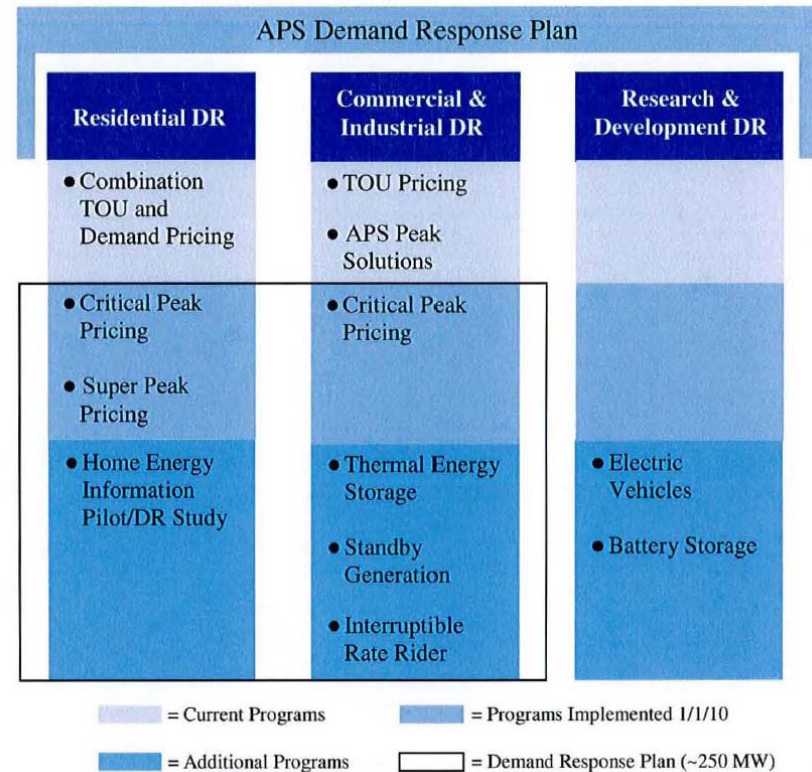 APS Demand Response Plan
Residential DR
Commercial &
Industrial DR
Research &
Development DR
● Combination
TOU and
Demand Pricing
● Critical Peak
Pricing
● Super Peak
Pricing
● Home Energy
Information
Pilot/DR Study
● TOU Pricing
● APS Peak
Solutions
● Critical Peak
Pricing
● Thermal Energy
Storage
● Standby
Generation
● Interruptible
Rate Rider
● Electric
Vehicles
● Battery Storage
= Current Programs
= Programs Implemented 1/1/10
= Additional Programs
= Demand Response Plan (~250 MW)